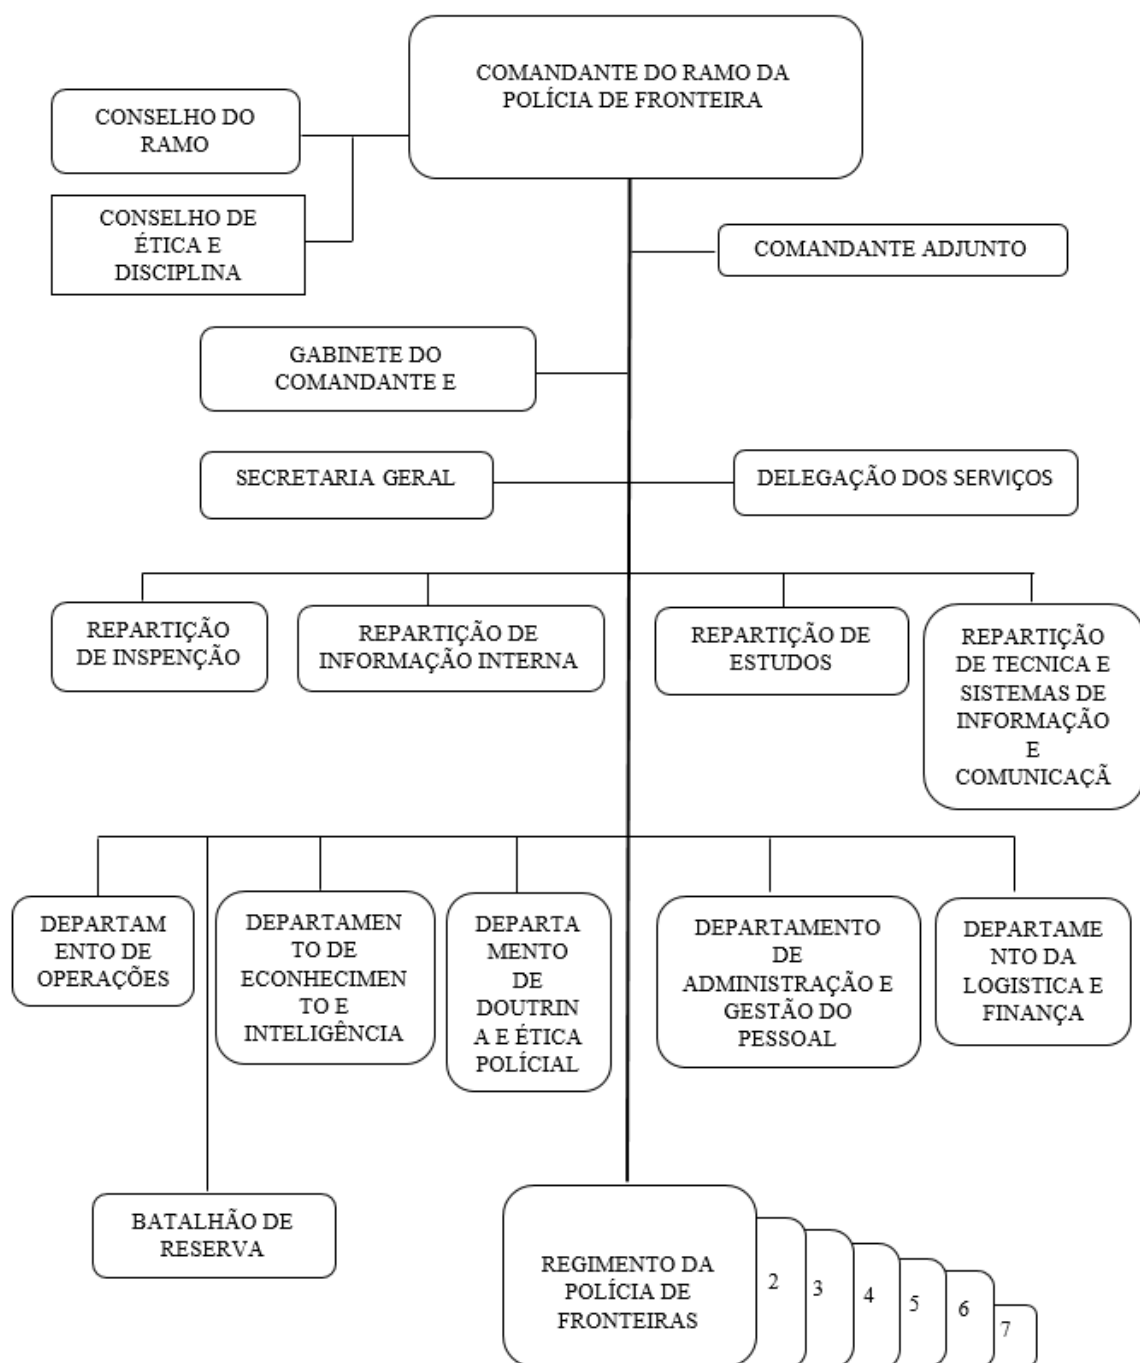 COMANDANTE DO RAMO DA
POLÍCIA DE FRONTEIRA
CONSELHO DO
RAMO
CONSELHO DE
ÉTICA E
DISCIPLINA
COMANDANTE ADJUNTO
GABINETE DO
COMANDANTE E
SECRETARIA GERAL
DELEGAÇÃO DOS SERVIÇOS
REPARTIÇÃO
DE INSPENÇÃO
REPARTIÇÃO DE
INFORMAÇÃO INTERNA
REPARTIÇÃO DE
ESTUDOS
REPARTIÇÃO
DE TECNICA E
SISTEMAS DE
INFORMAÇÃO
E
COMUNICAÇÃ
DEPARTAM
ENTO DE
OPERAÇÕES
DEPARTAMEN
TO DE
ECONHECIMEN
TO E
INTELIGÊNCIA
DEPARTA
MENTO
DE
DOUTRIN
A E ÉTICA
POLÍCIAL
DEPARTAMENTO
DE
ADMINISTRAÇÃO E
GESTÃO DO
PESSOAL
DEPARTAME
NTO DA
LOGISTICA E
FINANÇA
BATALHÃO DE
RESERVA
REGIMENTO DA
POLÍCIA DE
FRONTEIRAS
2
3
4
5
6
7